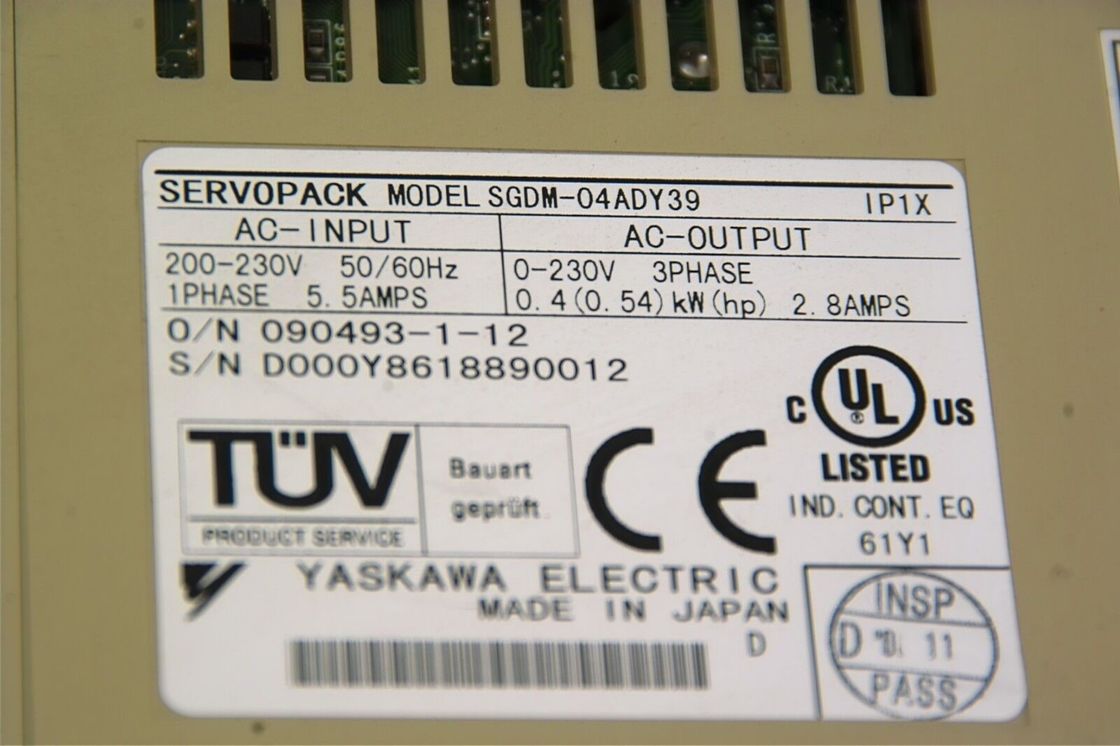 SERVOPACK MODEL SGDM-04ADY39 IP1X
AC-INPUT AC-OUTPUT
200-230V 50/60Hz 0-230V 3PHASE
1PHASE 5.5AMPS 0.4(0.54)kW(hp) 2.8AMPS
O/N 090493-1-12
S/N D000Y8618890012
C UL ® US
LISTED
IND. CONT. EQ
61Y1
TÜV
PRODUCT SERVICE
Bauart
geprüft
CE
YASKAWA ELECTRIC
MADE IN JAPAN
D
INSP
D 11
PASS